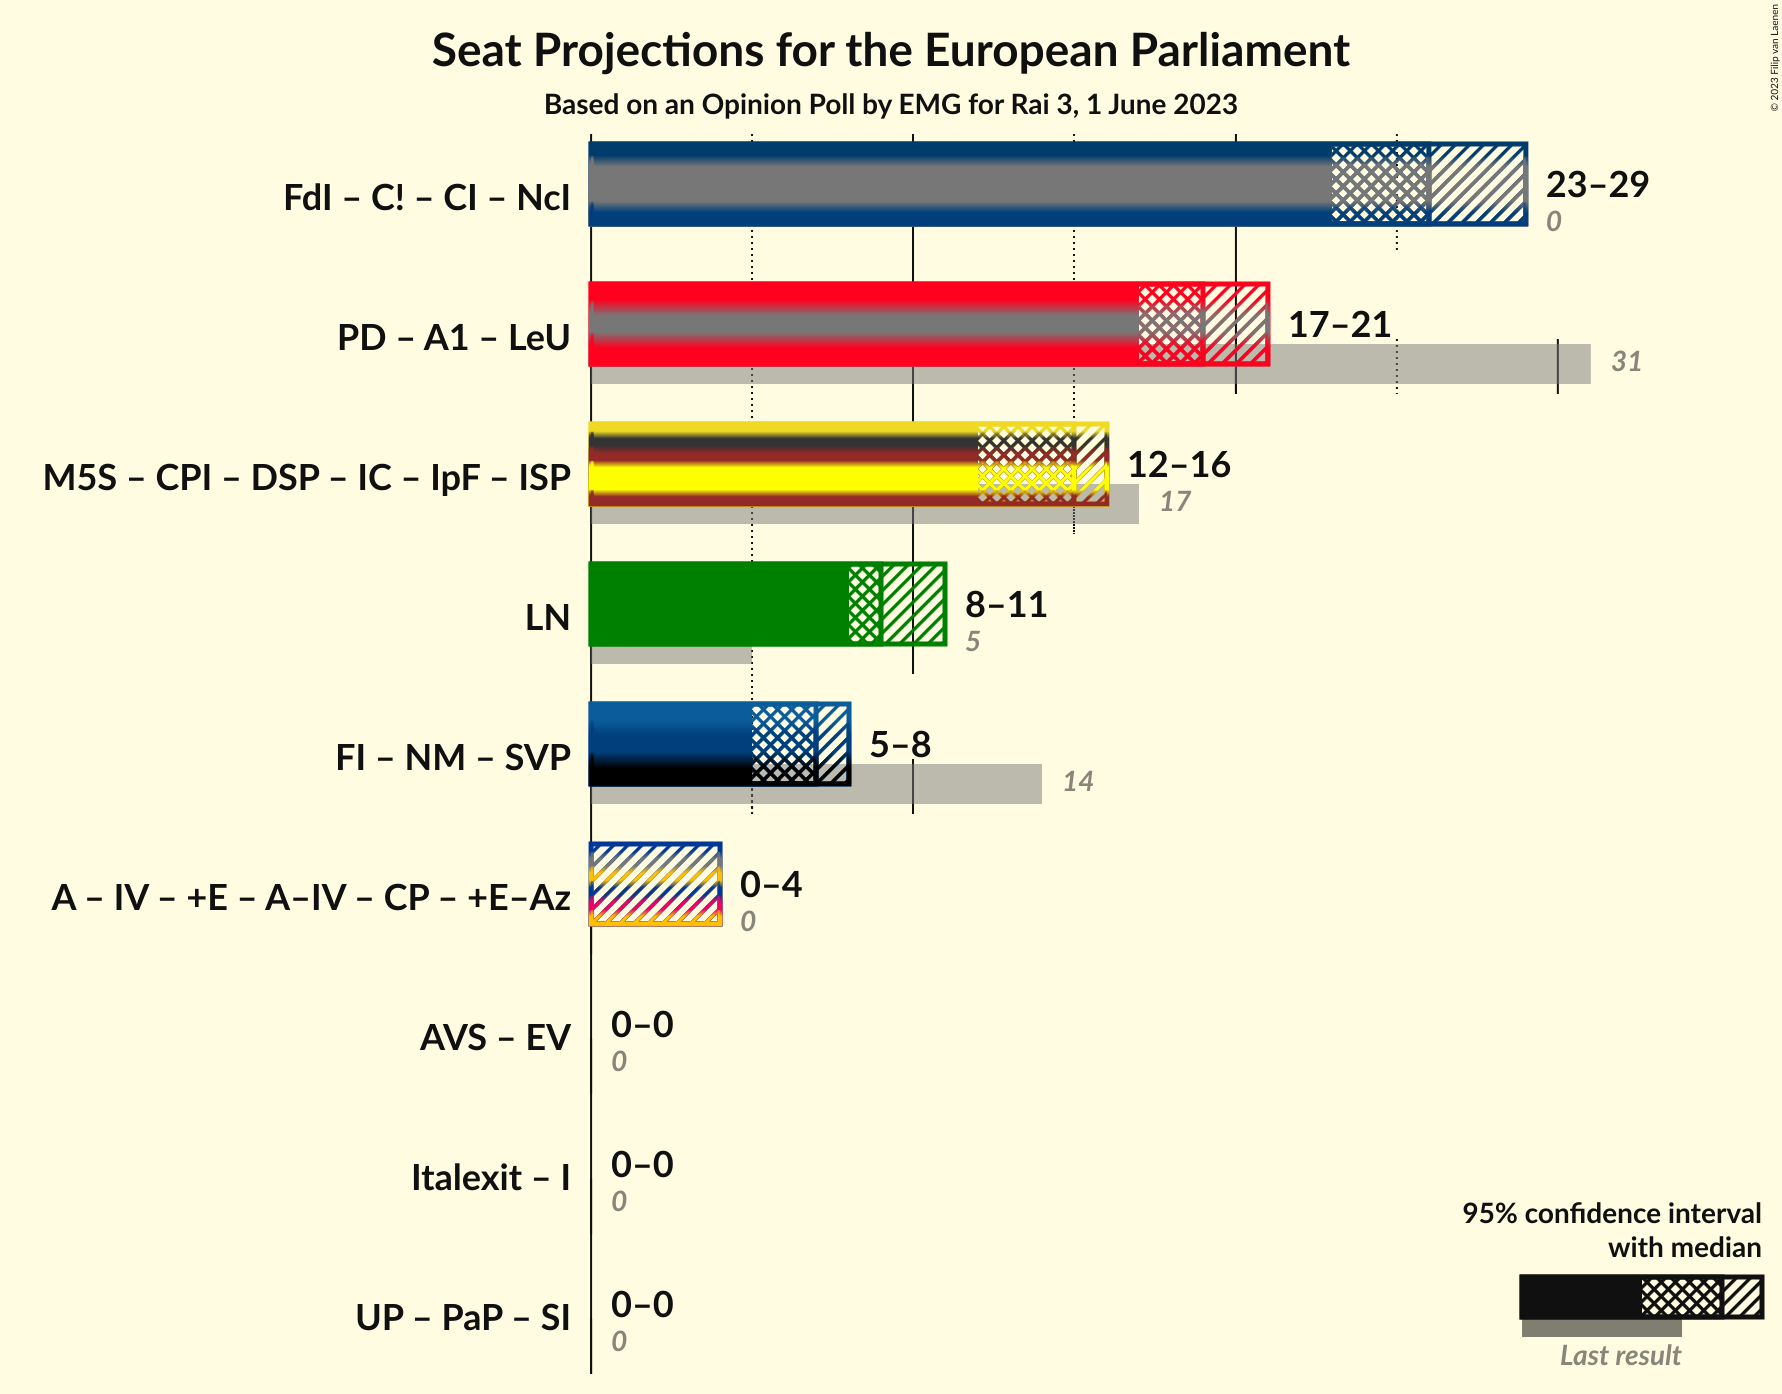 Seat Projections for the European Parliament
Based on an Opinion Poll by EMG for Rai 3, 1 June 2023
© 2023 Filip van Laenen
FdI – C! – CI – NcI
23–29
0
PD – A1 – LeU
17–21
31
M5S – CPI – DSP – IC – IpF – ISP
12–16
17
LN
8–11
5
FI – NM – SVP
5–8
14
A – IV – +E – A–IV – CP – +E–Az
0–4
0
AVS – EV
0–0
0
Italexit – I
0–0
0
UP – PaP – SI
0–0
0
95% confidence interval
with median
Last result